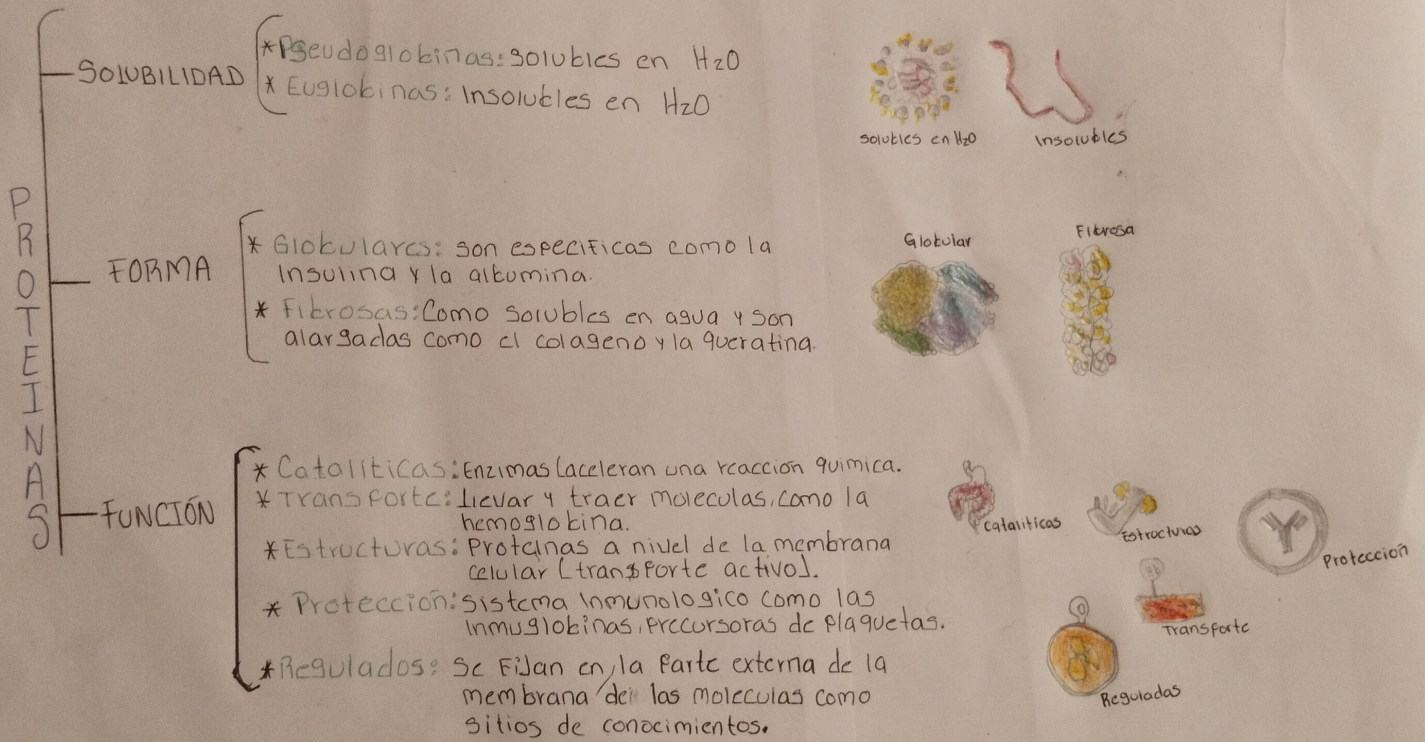 PROTEINAS
SOLUBILIDAD
*Pseudoglobinas: solubles en H2O
* Euglobinas: Insolubles en H2O
solubles en H2O
Insolubles
FORMA
* Globulares: son especificas como la
Insulina y la albumina.
* Fibrosas: Como solubles en agua y son
alargadas como el colageno y la queratina.
Globular
Fibrosa
FUNCIÓN
* Cataliticas: Enzimas (aceleran una reacción quimica.
* Transporte: Llevar y traer moleculas, como la
hemoglobina.
* Estructuras: Proteinas a nivel de la membrana
celular (transporte activo).
* Protección: Sistema Inmunologico como las
inmuglobinas, precursoras de plaquetas.
* Regulados: Se Fijan en la parte externa de la
membrana de las moleculas como
sitios de conocimientos.
Cataliticas
Estructuras
Proteccion
Transporte
Reguladas